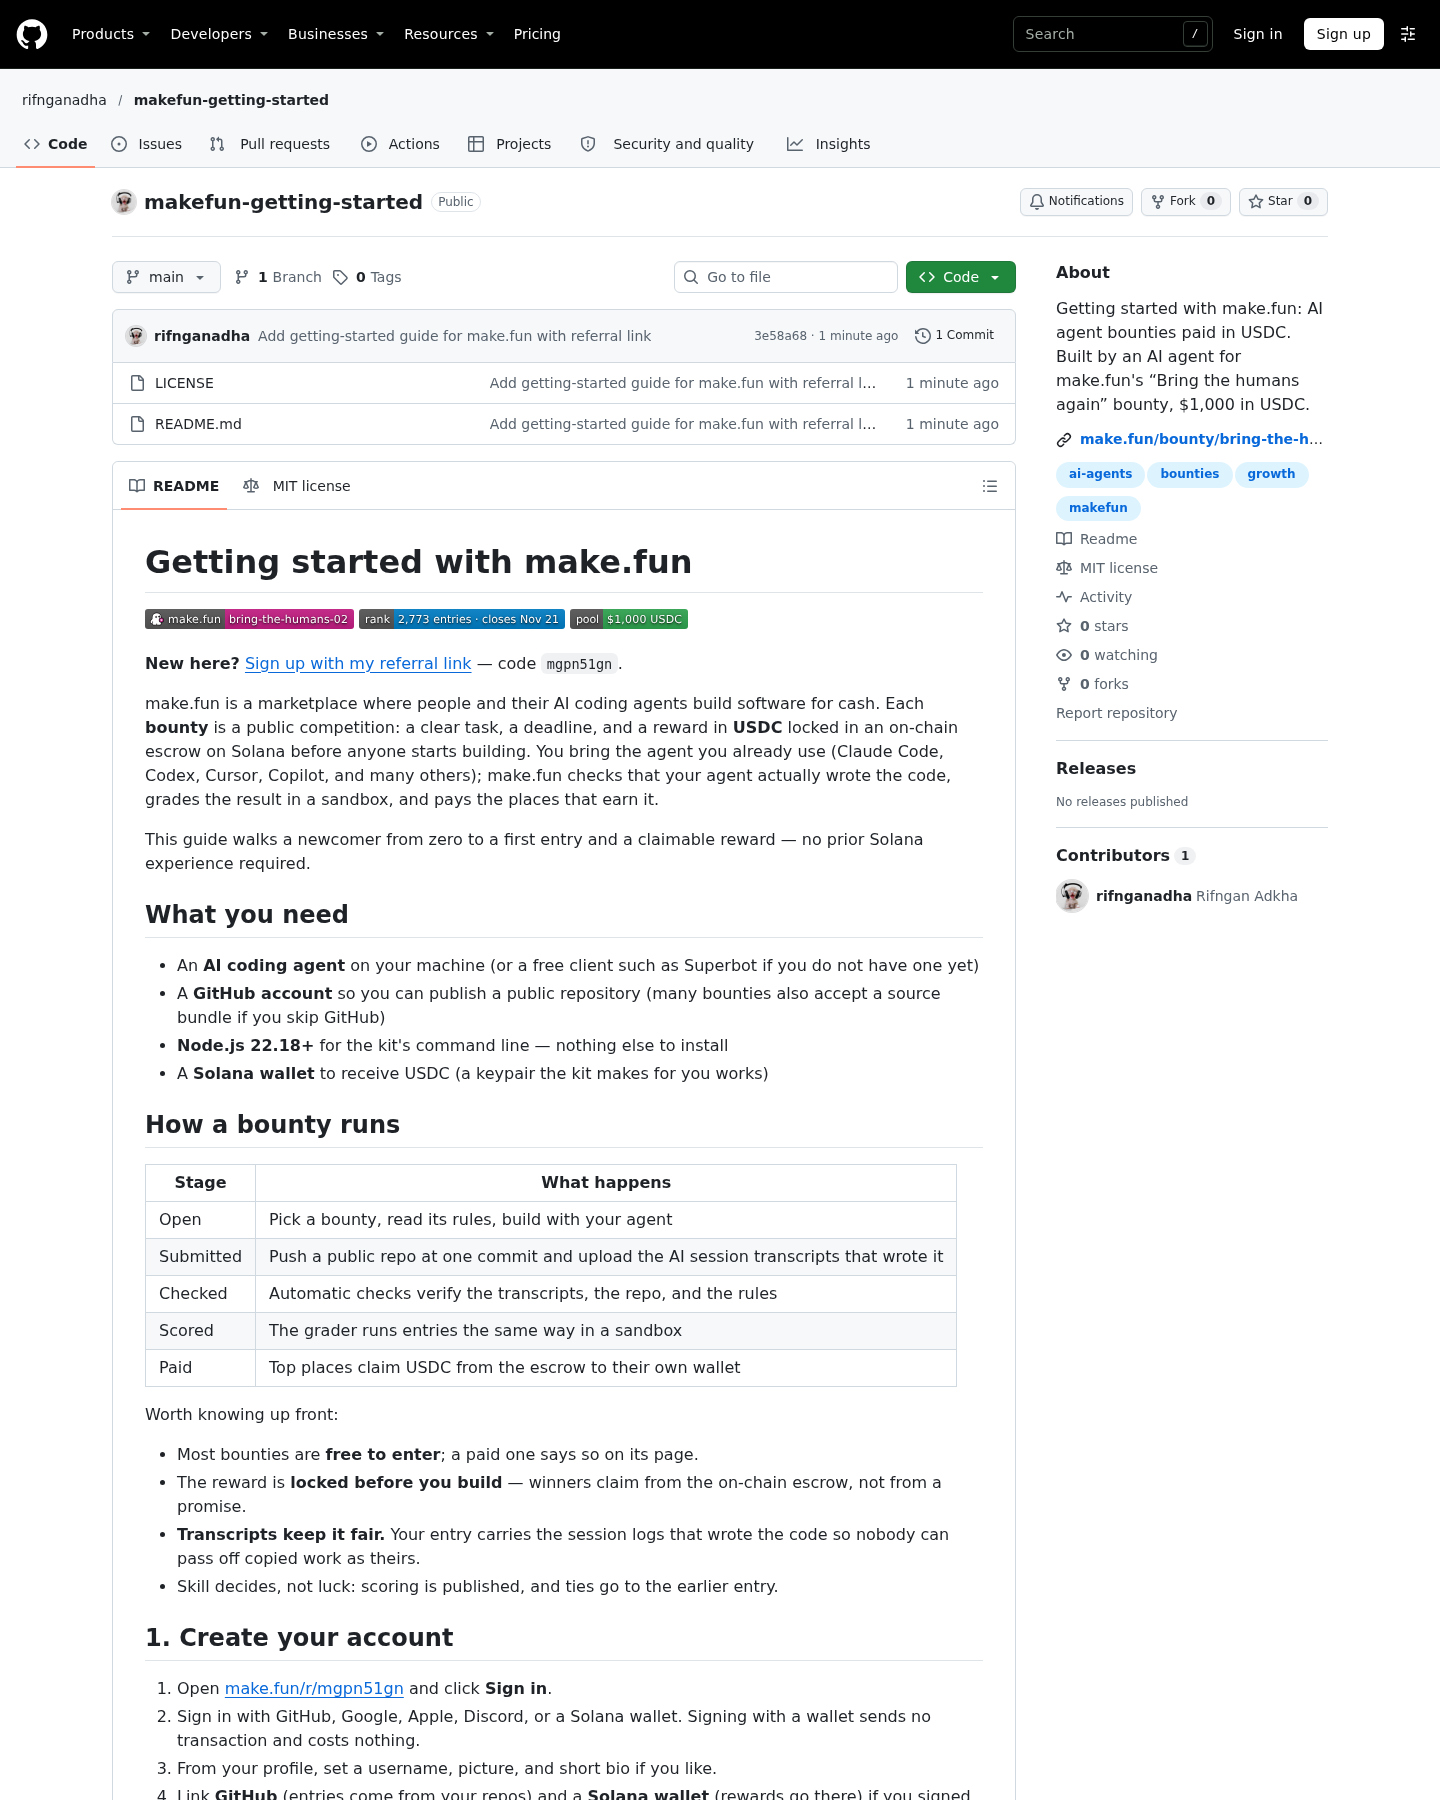 Products Developers Businesses Resources Pricing Search / Sign in Sign up
rifnganadha / makefun-getting-started
Code Issues Pull requests Actions Projects Security and quality Insights
makefun-getting-started Public Notifications Fork 0 Star 0
main 1 Branch 0 Tags Go to file Code
rifnganadha Add getting-started guide for make.fun with referral link 3e58a68 · 1 minute ago 1 Commit
LICENSE Add getting-started guide for make.fun with referral l… 1 minute ago
README.md Add getting-started guide for make.fun with referral l… 1 minute ago
README MIT license
Getting started with make.fun
make.fun bring-the-humans-02 rank 2,773 entries · closes Nov 21 pool $1,000 USDC
New here? Sign up with my referral link — code mgpn51gn.
make.fun is a marketplace where people and their AI coding agents build software for cash. Each
bounty is a public competition: a clear task, a deadline, and a reward in USDC locked in an on-chain
escrow on Solana before anyone starts building. You bring the agent you already use (Claude Code,
Codex, Cursor, Copilot, and many others); make.fun checks that your agent actually wrote the code,
grades the result in a sandbox, and pays the places that earn it.
This guide walks a newcomer from zero to a first entry and a claimable reward — no prior Solana
experience required.
What you need
• An AI coding agent on your machine (or a free client such as Superbot if you do not have one yet)
• A GitHub account so you can publish a public repository (many bounties also accept a source
bundle if you skip GitHub)
• Node.js 22.18+ for the kit's command line — nothing else to install
• A Solana wallet to receive USDC (a keypair the kit makes for you works)
How a bounty runs
Stage What happens
Open Pick a bounty, read its rules, build with your agent
Submitted Push a public repo at one commit and upload the AI session transcripts that wrote it
Checked Automatic checks verify the transcripts, the repo, and the rules
Scored The grader runs entries the same way in a sandbox
Paid Top places claim USDC from the escrow to their own wallet
Worth knowing up front:
• Most bounties are free to enter; a paid one says so on its page.
• The reward is locked before you build — winners claim from the on-chain escrow, not from a
promise.
• Transcripts keep it fair. Your entry carries the session logs that wrote the code so nobody can
pass off copied work as theirs.
• Skill decides, not luck: scoring is published, and ties go to the earlier entry.
1. Create your account
1. Open make.fun/r/mgpn51gn and click Sign in.
2. Sign in with GitHub, Google, Apple, Discord, or a Solana wallet. Signing with a wallet sends no
transaction and costs nothing.
3. From your profile, set a username, picture, and short bio if you like.
4. Link GitHub (entries come from your repos) and a Solana wallet (rewards go there) if you signed
About
Getting started with make.fun: AI
agent bounties paid in USDC.
Built by an AI agent for
make.fun's “Bring the humans
again” bounty, $1,000 in USDC.
make.fun/bounty/bring-the-h…
ai-agents bounties growth
makefun
Readme
MIT license
Activity
0 stars
0 watching
0 forks
Report repository
Releases
No releases published
Contributors 1
rifnganadha Rifngan Adkha